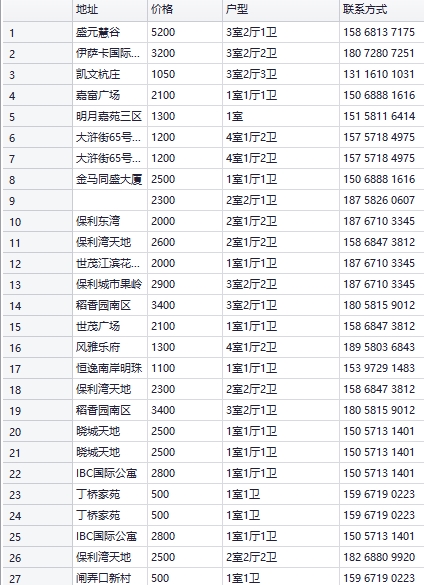 地址 价格 户型 联系方式
1 盛元慧谷 5200 3室2厅1卫 158 6813 7175
2 伊萨卡国际... 3200 3室2厅2卫 180 7280 7251
3 凯文杭庄 1050 3室2厅3卫 131 1610 1031
4 嘉富广场 2100 1室1厅1卫 150 6888 1616
5 明月嘉苑三区 1300 1室 151 5811 6414
6 大浒街65号... 1200 4室1厅2卫 157 5718 4975
7 大浒街65号... 1200 4室1厅2卫 157 5718 4975
8 金马同盛大厦 2500 1室1厅1卫 150 6888 1616
9 2300 2室2厅1卫 187 5826 0607
10 保利东湾 2000 2室1厅2卫 187 6710 3345
11 保利湾天地 2600 2室1厅2卫 158 6847 3812
12 世茂江滨花... 2000 1室1厅1卫 187 6710 3345
13 保利城市果岭 2900 3室2厅2卫 187 6710 3345
14 稻香园南区 3400 3室2厅1卫 180 5815 9012
15 世茂广场 2100 1室1厅1卫 158 6847 3812
16 风雅乐府 1300 4室1厅2卫 189 5803 6843
17 恒逸南岸明珠 1100 1室1厅1卫 153 9729 1483
18 保利湾天地 2300 2室2厅2卫 158 6847 3812
19 稻香园南区 3400 3室2厅1卫 180 5815 9012
20 晓城天地 2500 1室1厅1卫 150 5713 1401
21 晓城天地 2500 1室1厅1卫 150 5713 1401
22 IBC国际公寓 2800 1室1厅1卫 150 5713 1401
23 丁桥家苑 500 1室1卫 159 6719 0223
24 丁桥家苑 500 1室1卫 159 6719 0223
25 IBC国际公寓 2800 1室1厅1卫 150 5713 1401
26 保利湾天地 2500 2室2厅2卫 182 6880 9920
27 闸弄口新村 500 1室1卫 159 6719 0223